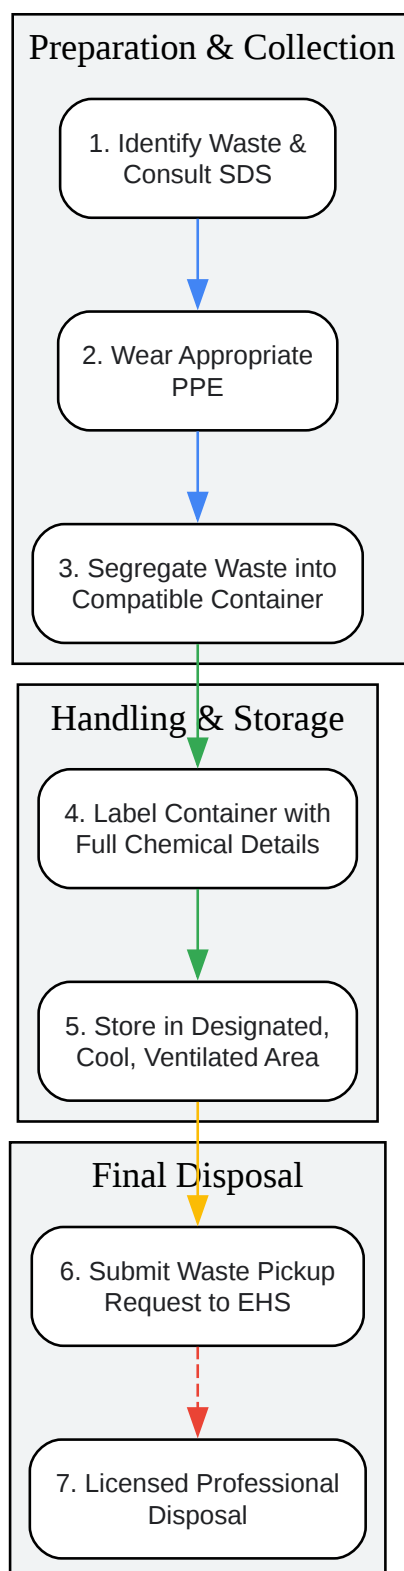 Preparation & Collection
1. Identify Waste &
Consult SDS
2. Wear Appropriate
PPE
3. Segregate Waste into
Compatible Container
Handling & Storage
4. Label Container with
Full Chemical Details
5. Store in Designated,
Cool, Ventilated Area
Final Disposal
6. Submit Waste Pickup
Request to EHS
7. Licensed Professional
Disposal